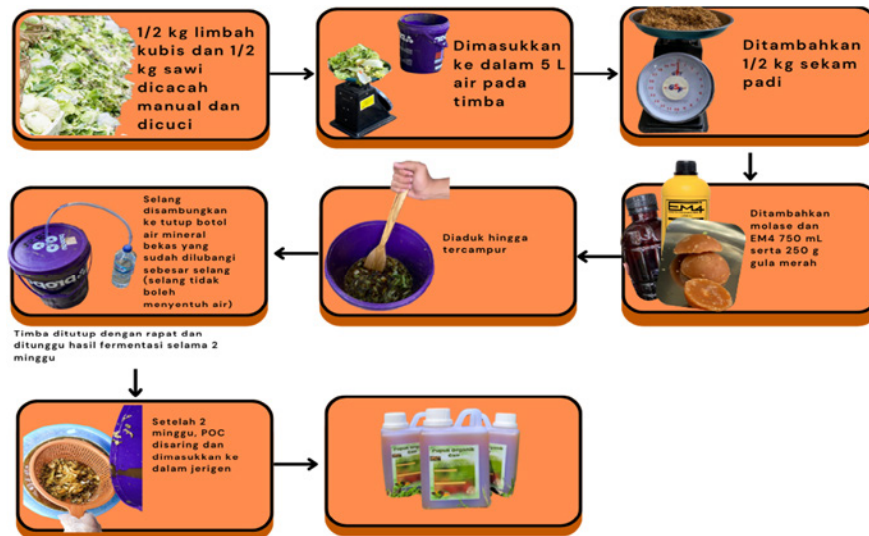 1/2 kg limbah
kubis dan 1/2
kg sawi
dicacah
manual dan
dicuci
Dimasukkan
ke dalam 5 L
air pada
timba
Ditambahkan
1/2 kg sekam
padi
Ditambahkan
molase dan
EM4 750 mL
serta 250 g
gula merah
EM4
Diaduk hingga
tercampur
Selang
disambungkan
ke tutup botol
air mineral
bekas yang
sudah dilubangi
sebesar selang
(selang tidak
boleh
menyentuh air)
Timba ditutup dengan rapat dan
ditunggu hasil fermentasi selama 2
minggu
Setelah 2
minggu, POC
disaring dan
dimasukkan ke
dalam jerigen
Pupuk Organik
Cair